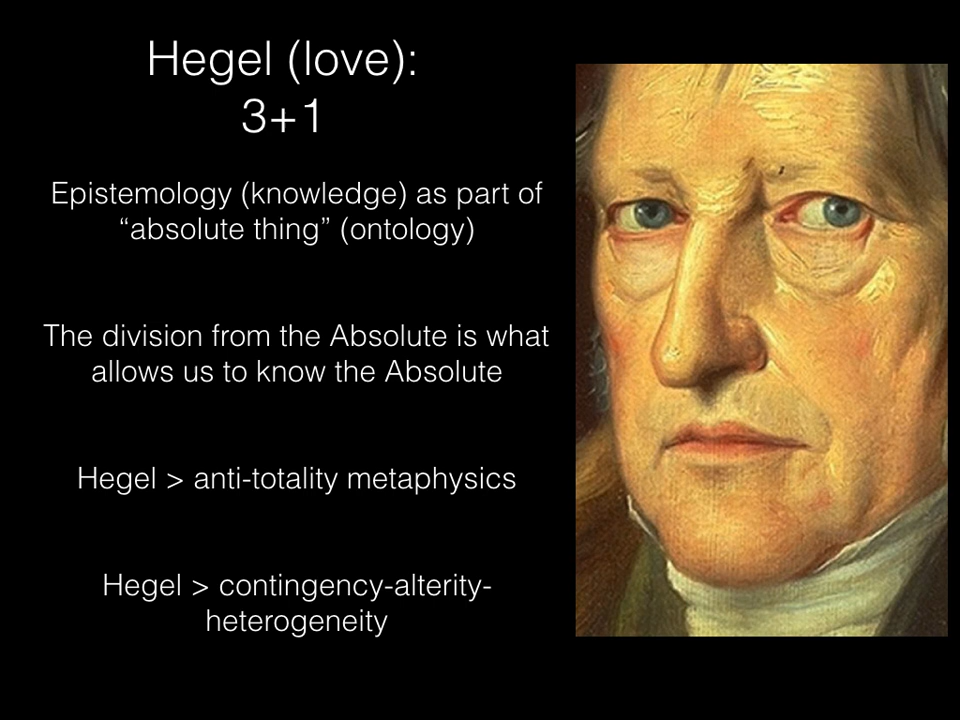 Hegel (love):
3+1
Epistemology (knowledge) as part of
“absolute thing” (ontology)
The division from the Absolute is what
allows us to know the Absolute
Hegel > anti-totality metaphysics
Hegel > contingency-alterity-
heterogeneity